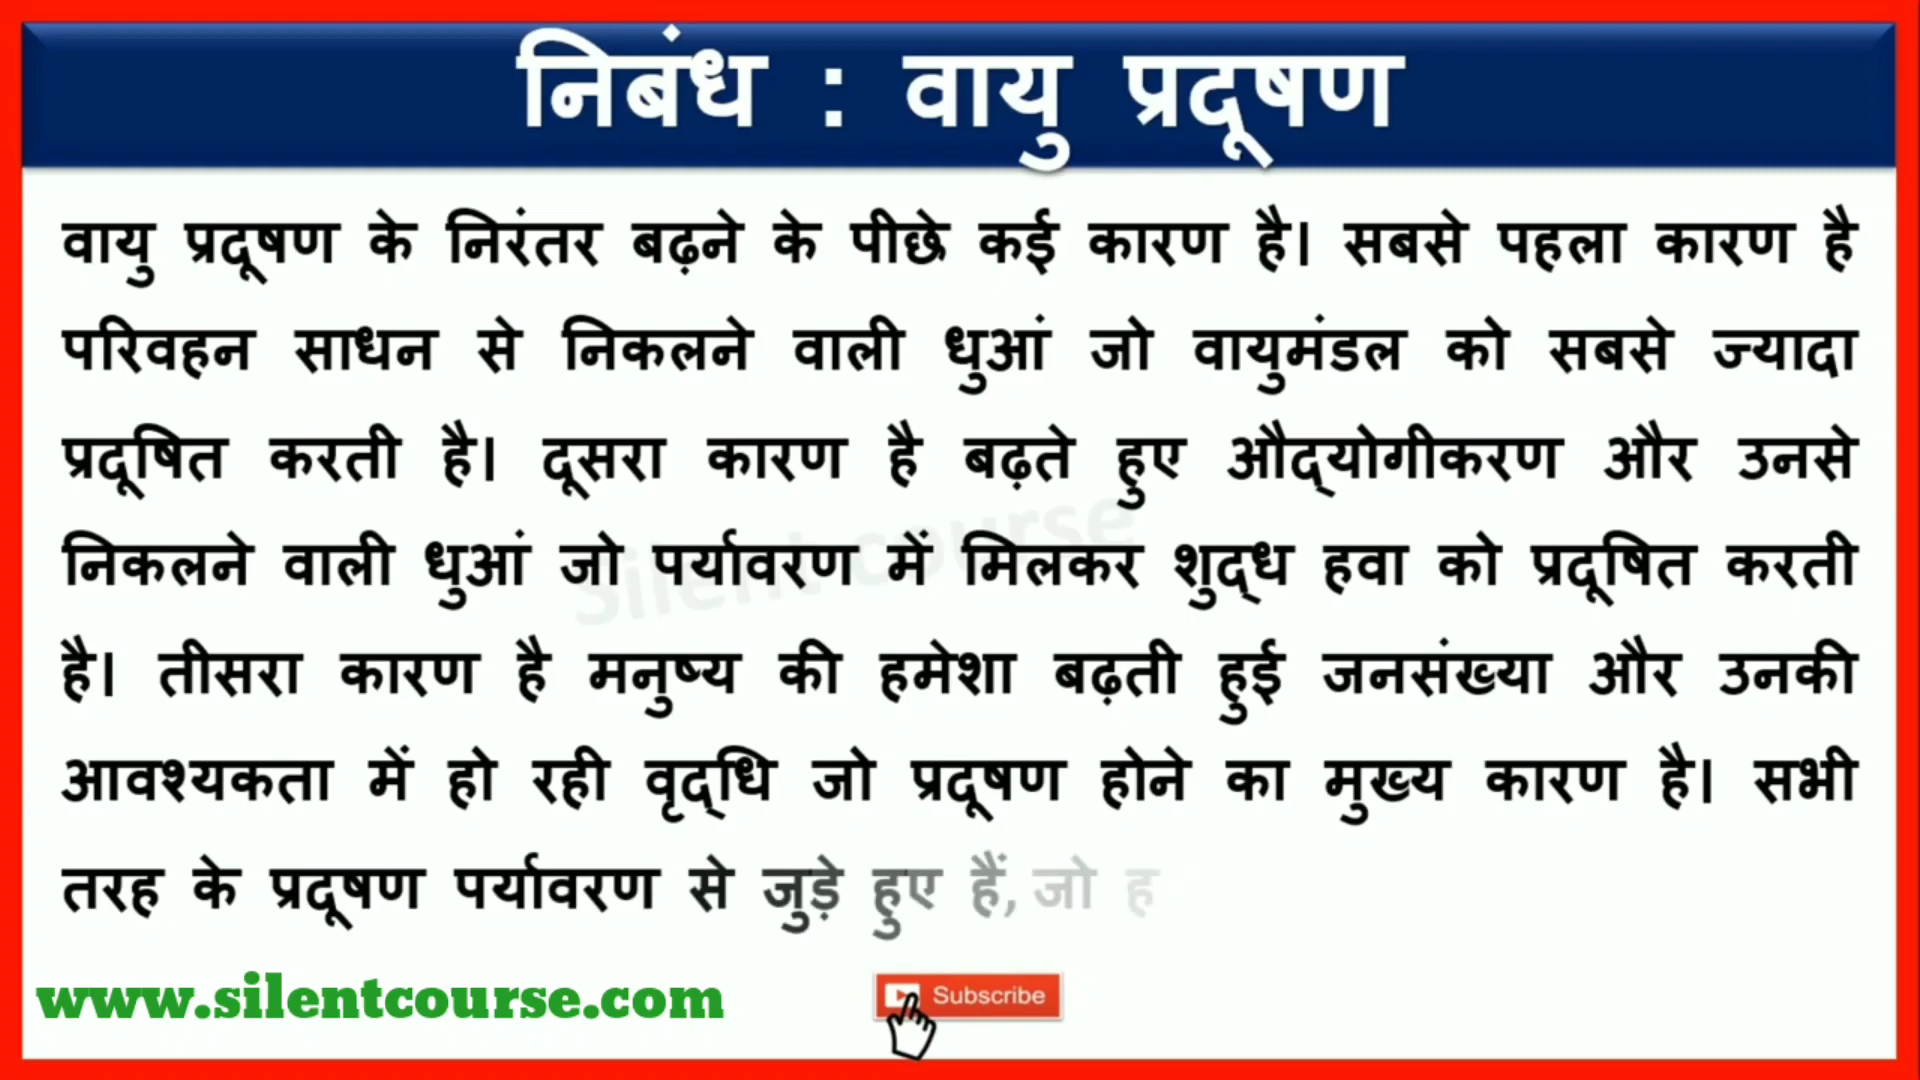 निबंध : वायु प्रदूषण
वायु प्रदूषण के निरंतर बढ़ने के पीछे कई कारण है। सबसे पहला कारण है
परिवहन साधन से निकलने वाली धुआं जो वायुमंडल को सबसे ज्यादा
प्रदूषित करती है। दूसरा कारण है बढ़ते हुए औद्योगीकरण और उनसे
निकलने वाली धुआं जो पर्यावरण में मिलकर शुद्ध हवा को प्रदूषित करती
है। तीसरा कारण है मनुष्य की हमेशा बढ़ती हुई जनसंख्या और उनकी
आवश्यकता में हो रही वृद्धि जो प्रदूषण होने का मुख्य कारण है। सभी
तरह के प्रदूषण पर्यावरण से जुड़े हुए हैं, जो ह
Silent course
www.silentcourse.com
Subscribe